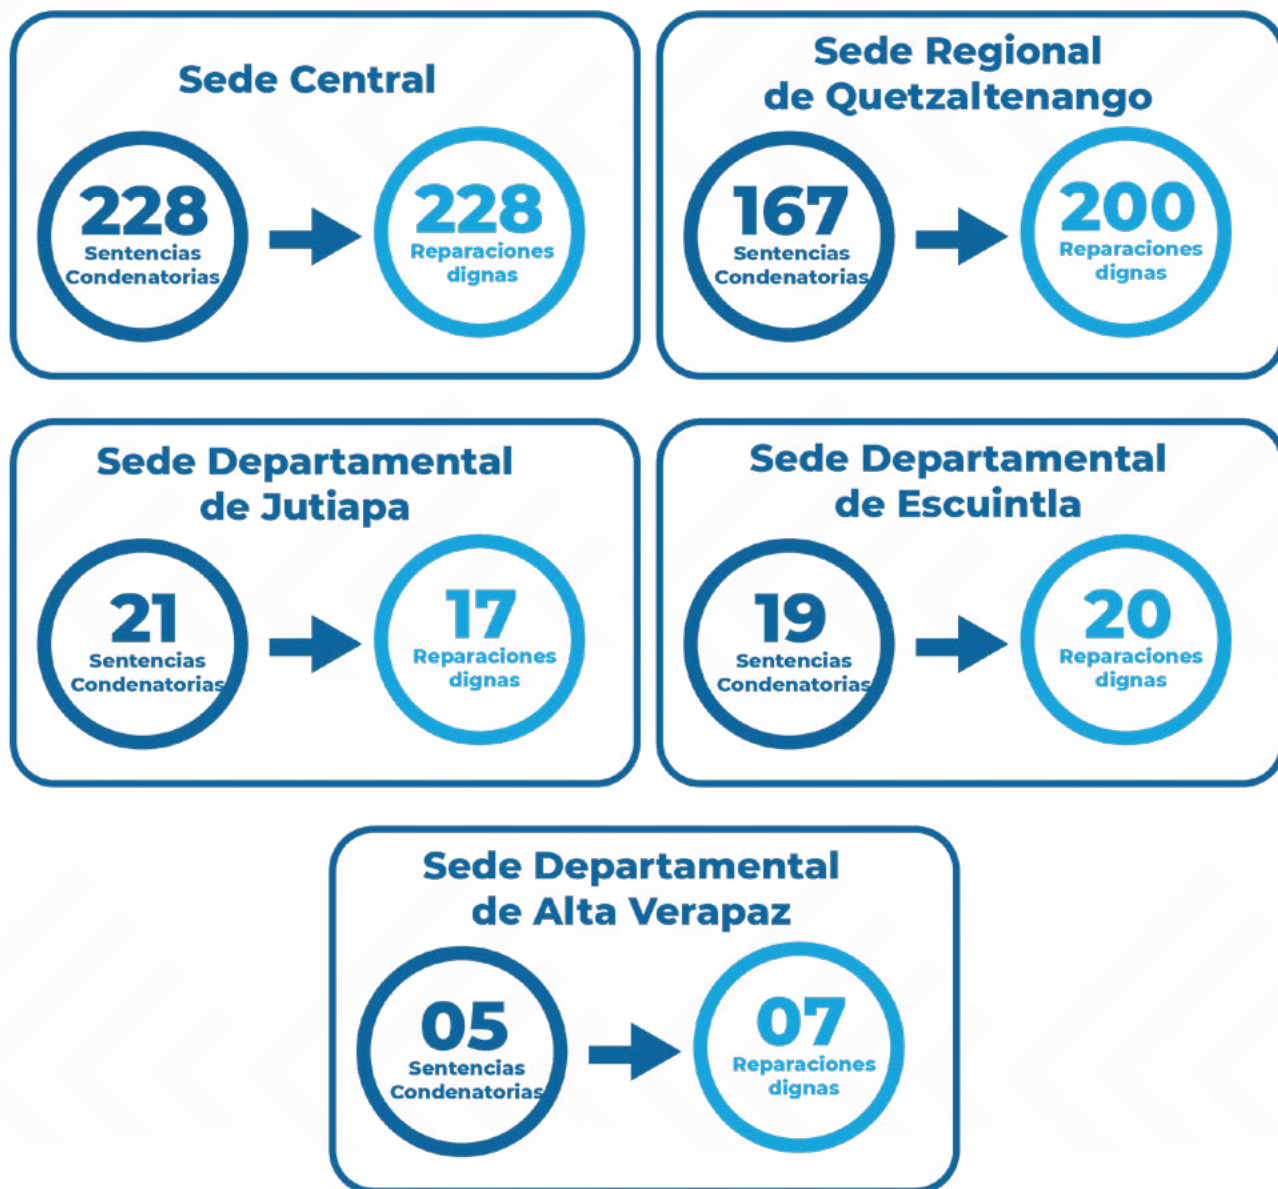 Sede Central
228
Sentencias
Condenatorias
228
Reparaciones
dignas
Sede Regional
de Quetzaltenango
167
Sentencias
Condenatorias
200
Reparaciones
dignas
Sede Departamental
de Jutiapa
21
Sentencias
Condenatorias
17
Reparaciones
dignas
Sede Departamental
de Escuintla
19
Sentencias
Condenatorias
20
Reparaciones
dignas
Sede Departamental
de Alta Verapaz
05
Sentencias
Condenatorias
07
Reparaciones
dignas